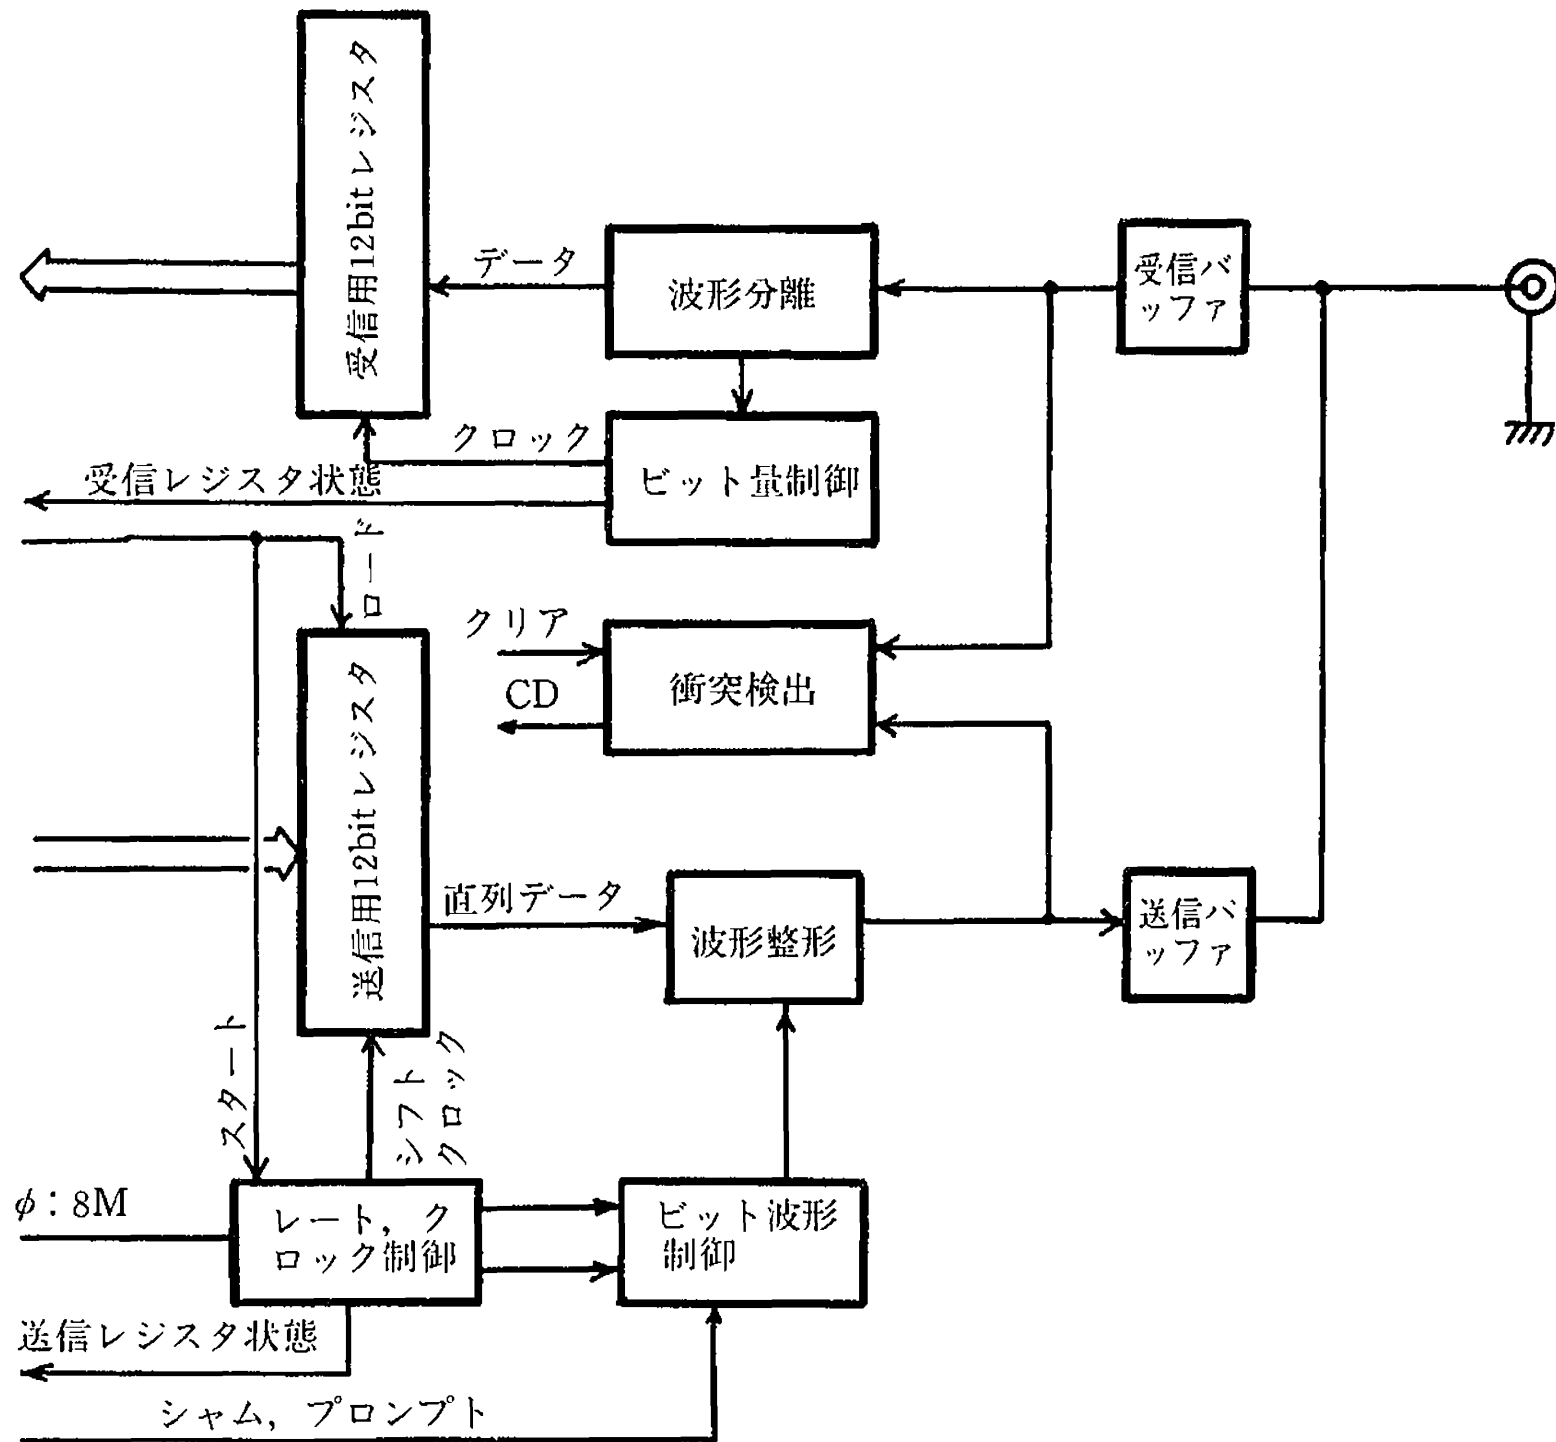 受信用12bitレジスタ
データ
波形分離
受信バ
ッファ
クロック
ビット量制御
受信レジスタ状態
ロード
クリア
CD
衝突検出
送信用12bitレジスタ
直列データ
波形整形
送信バ
ッファ
スタート
シフト
クロック
φ：8M
レート，ク
ロック制御
ビット波形
制御
送信レジスタ状態
シャム，プロンプト